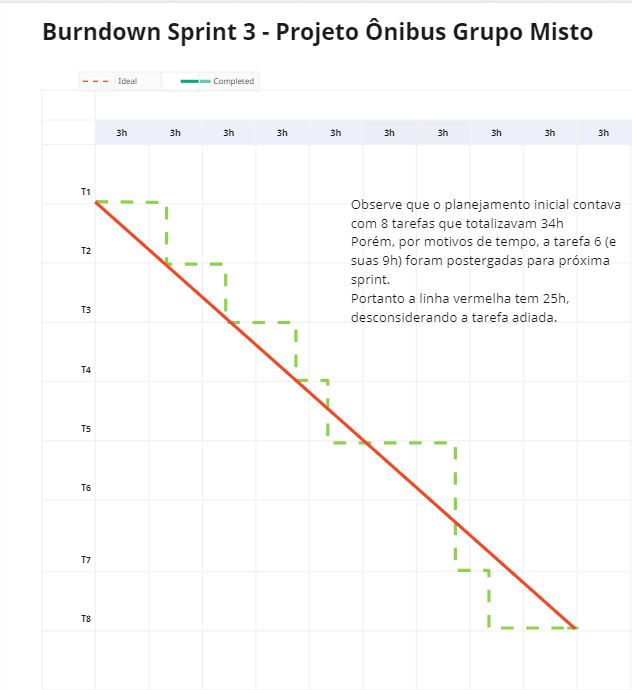 Burndown Sprint 3 - Projeto Ônibus Grupo Misto
Ideal
Completed
3h 3h 3h 3h 3h 3h 3h 3h 3h 3h
T1
Observe que o planejamento inicial contava
com 8 tarefas que totalizavam 34h
Porém, por motivos de tempo, a tarefa 6 (e
suas 9h) foram postergadas para próxima
sprint.
Portanto a linha vermelha tem 25h,
desconsiderando a tarefa adiada.
T2
T3
T4
T5
T6
T7
T8